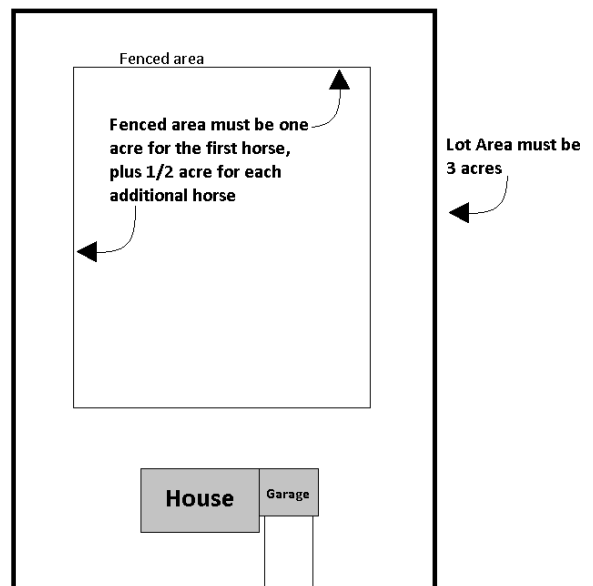 Fenced area
Fenced area must be one
acre for the first horse,
plus 1/2 acre for each
additional horse
Lot Area must be
3 acres
House
Garage